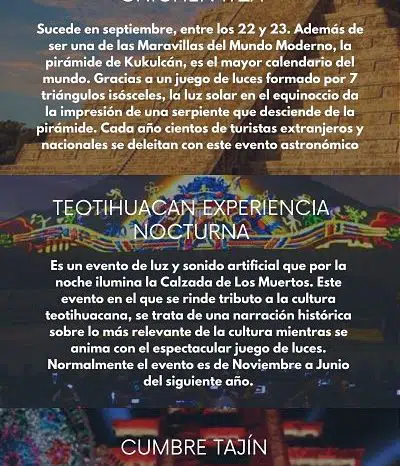 Sucede en septiembre, entre los 22 y 23. Además de
ser una de las Maravillas del Mundo Moderno, la
pirámide de Kukulcán, es el mayor calendario del
mundo. Gracias a un juego de luces formado por 7
triángulos isósceles, la luz solar en el equinoccio da
la impresión de una serpiente que desciende de la
pirámide. Cada año cientos de turistas extranjeros y
nacionales se deleitan con este evento astronómico
TEOTIHUACAN EXPERIENCIA
NOCTURNA
Es un evento de luz y sonido artificial que por la
noche ilumina la Calzada de Los Muertos. Este
evento en el que se rinde tributo a la cultura
teotihuacana, se trata de una narración histórica
sobre lo más relevante de la cultura mientras se
anima con el espectacular juego de luces.
Normalmente el evento es de Noviembre a Junio
del siguiente año.
CUMBRE TAJÍN